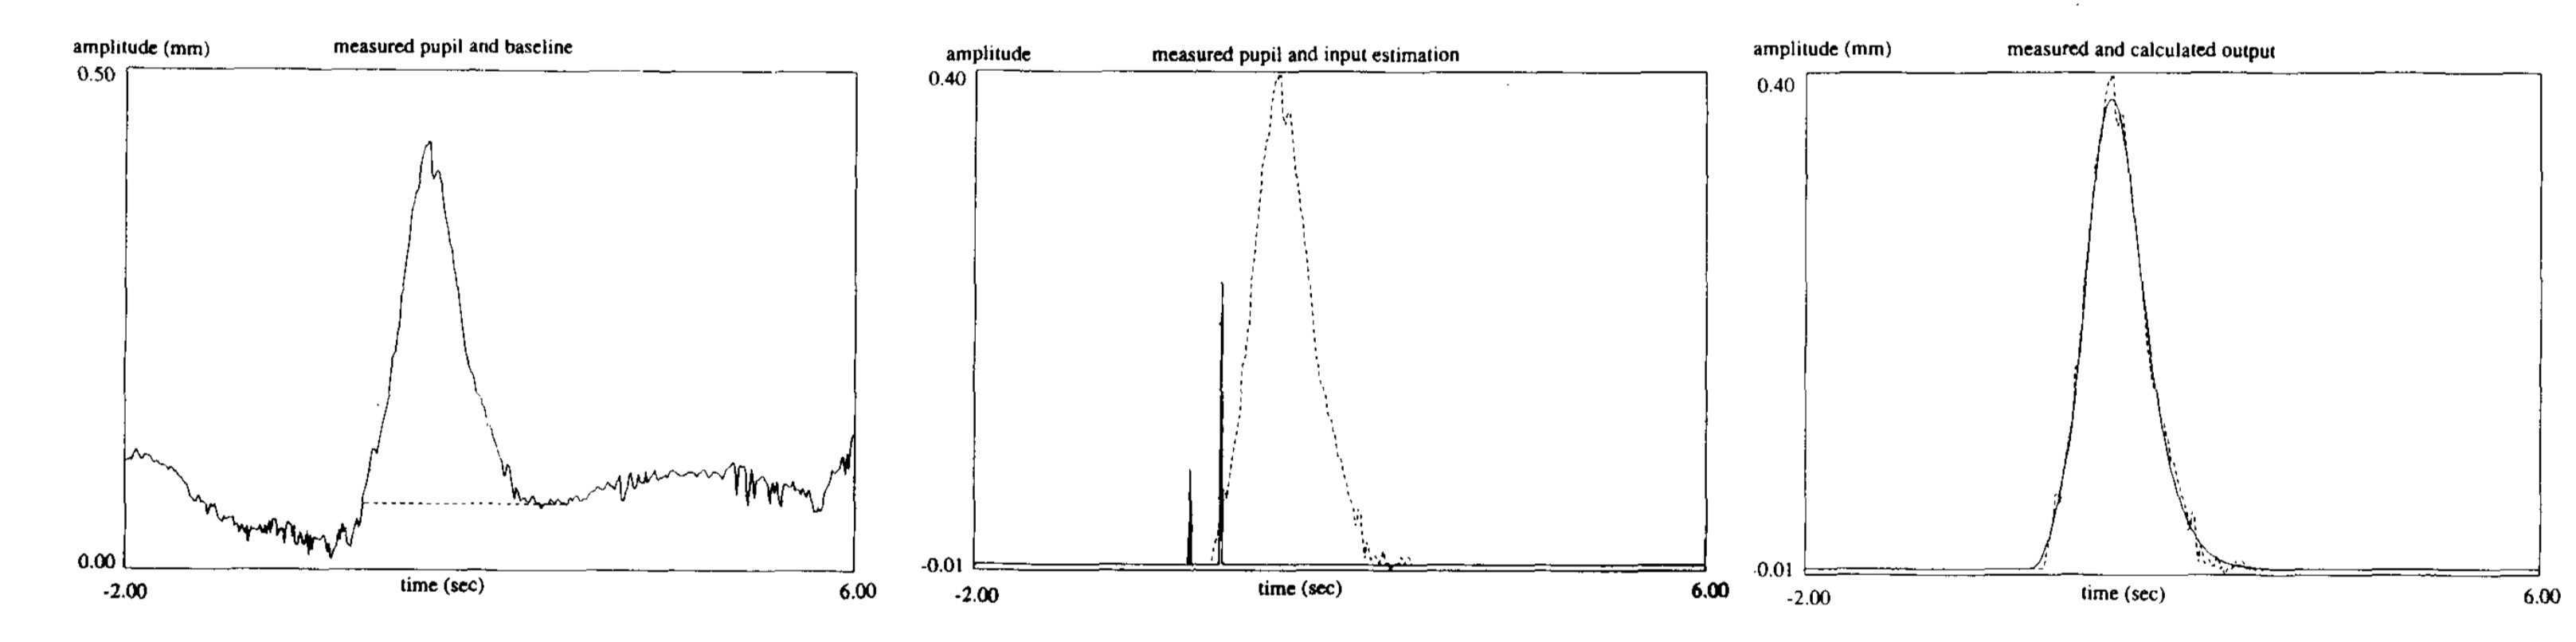 amplitude (mm) measured pupil and baseline
0.50
0.00
-2.00 time (sec) 6.00
amplitude measured pupil and input estimation
0.40
-0.01
-2.00 time (sec) 6.00
amplitude (mm) measured and calculated output
0.40
-0.01
-2.00 time (sec) 6.00